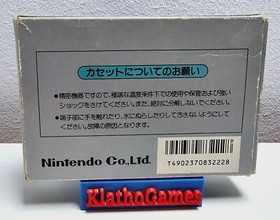 カセットについてのお願い
●精密機器ですので、極端な温度条件下での使用や保管および強い
ショックをさけてください。また、絶対に分解しないでください。
●端子部に手を触れたり、水にぬらしたりして汚さないようにして
ください。故障の原因となります。
Nintendo Co.,Ltd.
T4902370832228
KlathoGames